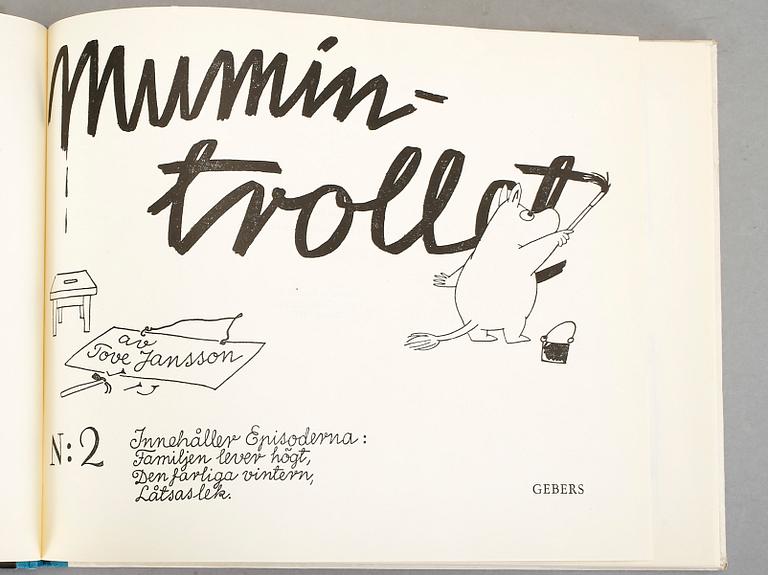 Mumin-
trollet
av
Tove Jansson
N:2
Innehåller Episoderna:
Familjen lever högt,
Den farliga vintern,
Låtsaslek.
GEBERS